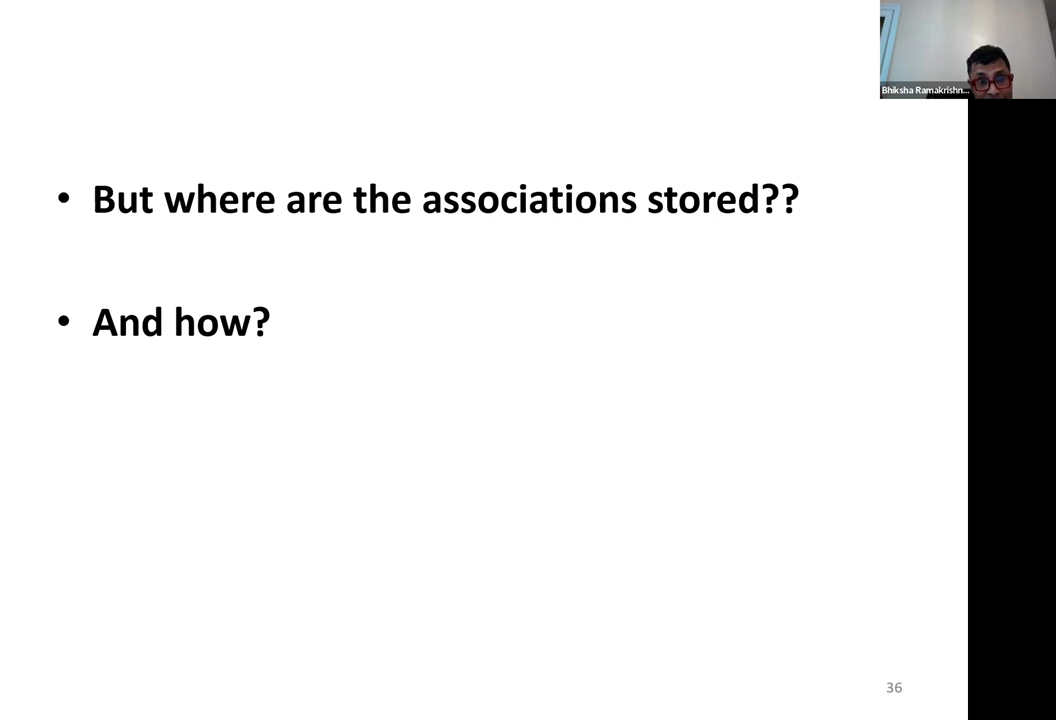 Bhiksha Ramakrishn...
• But where are the associations stored??
• And how?
36